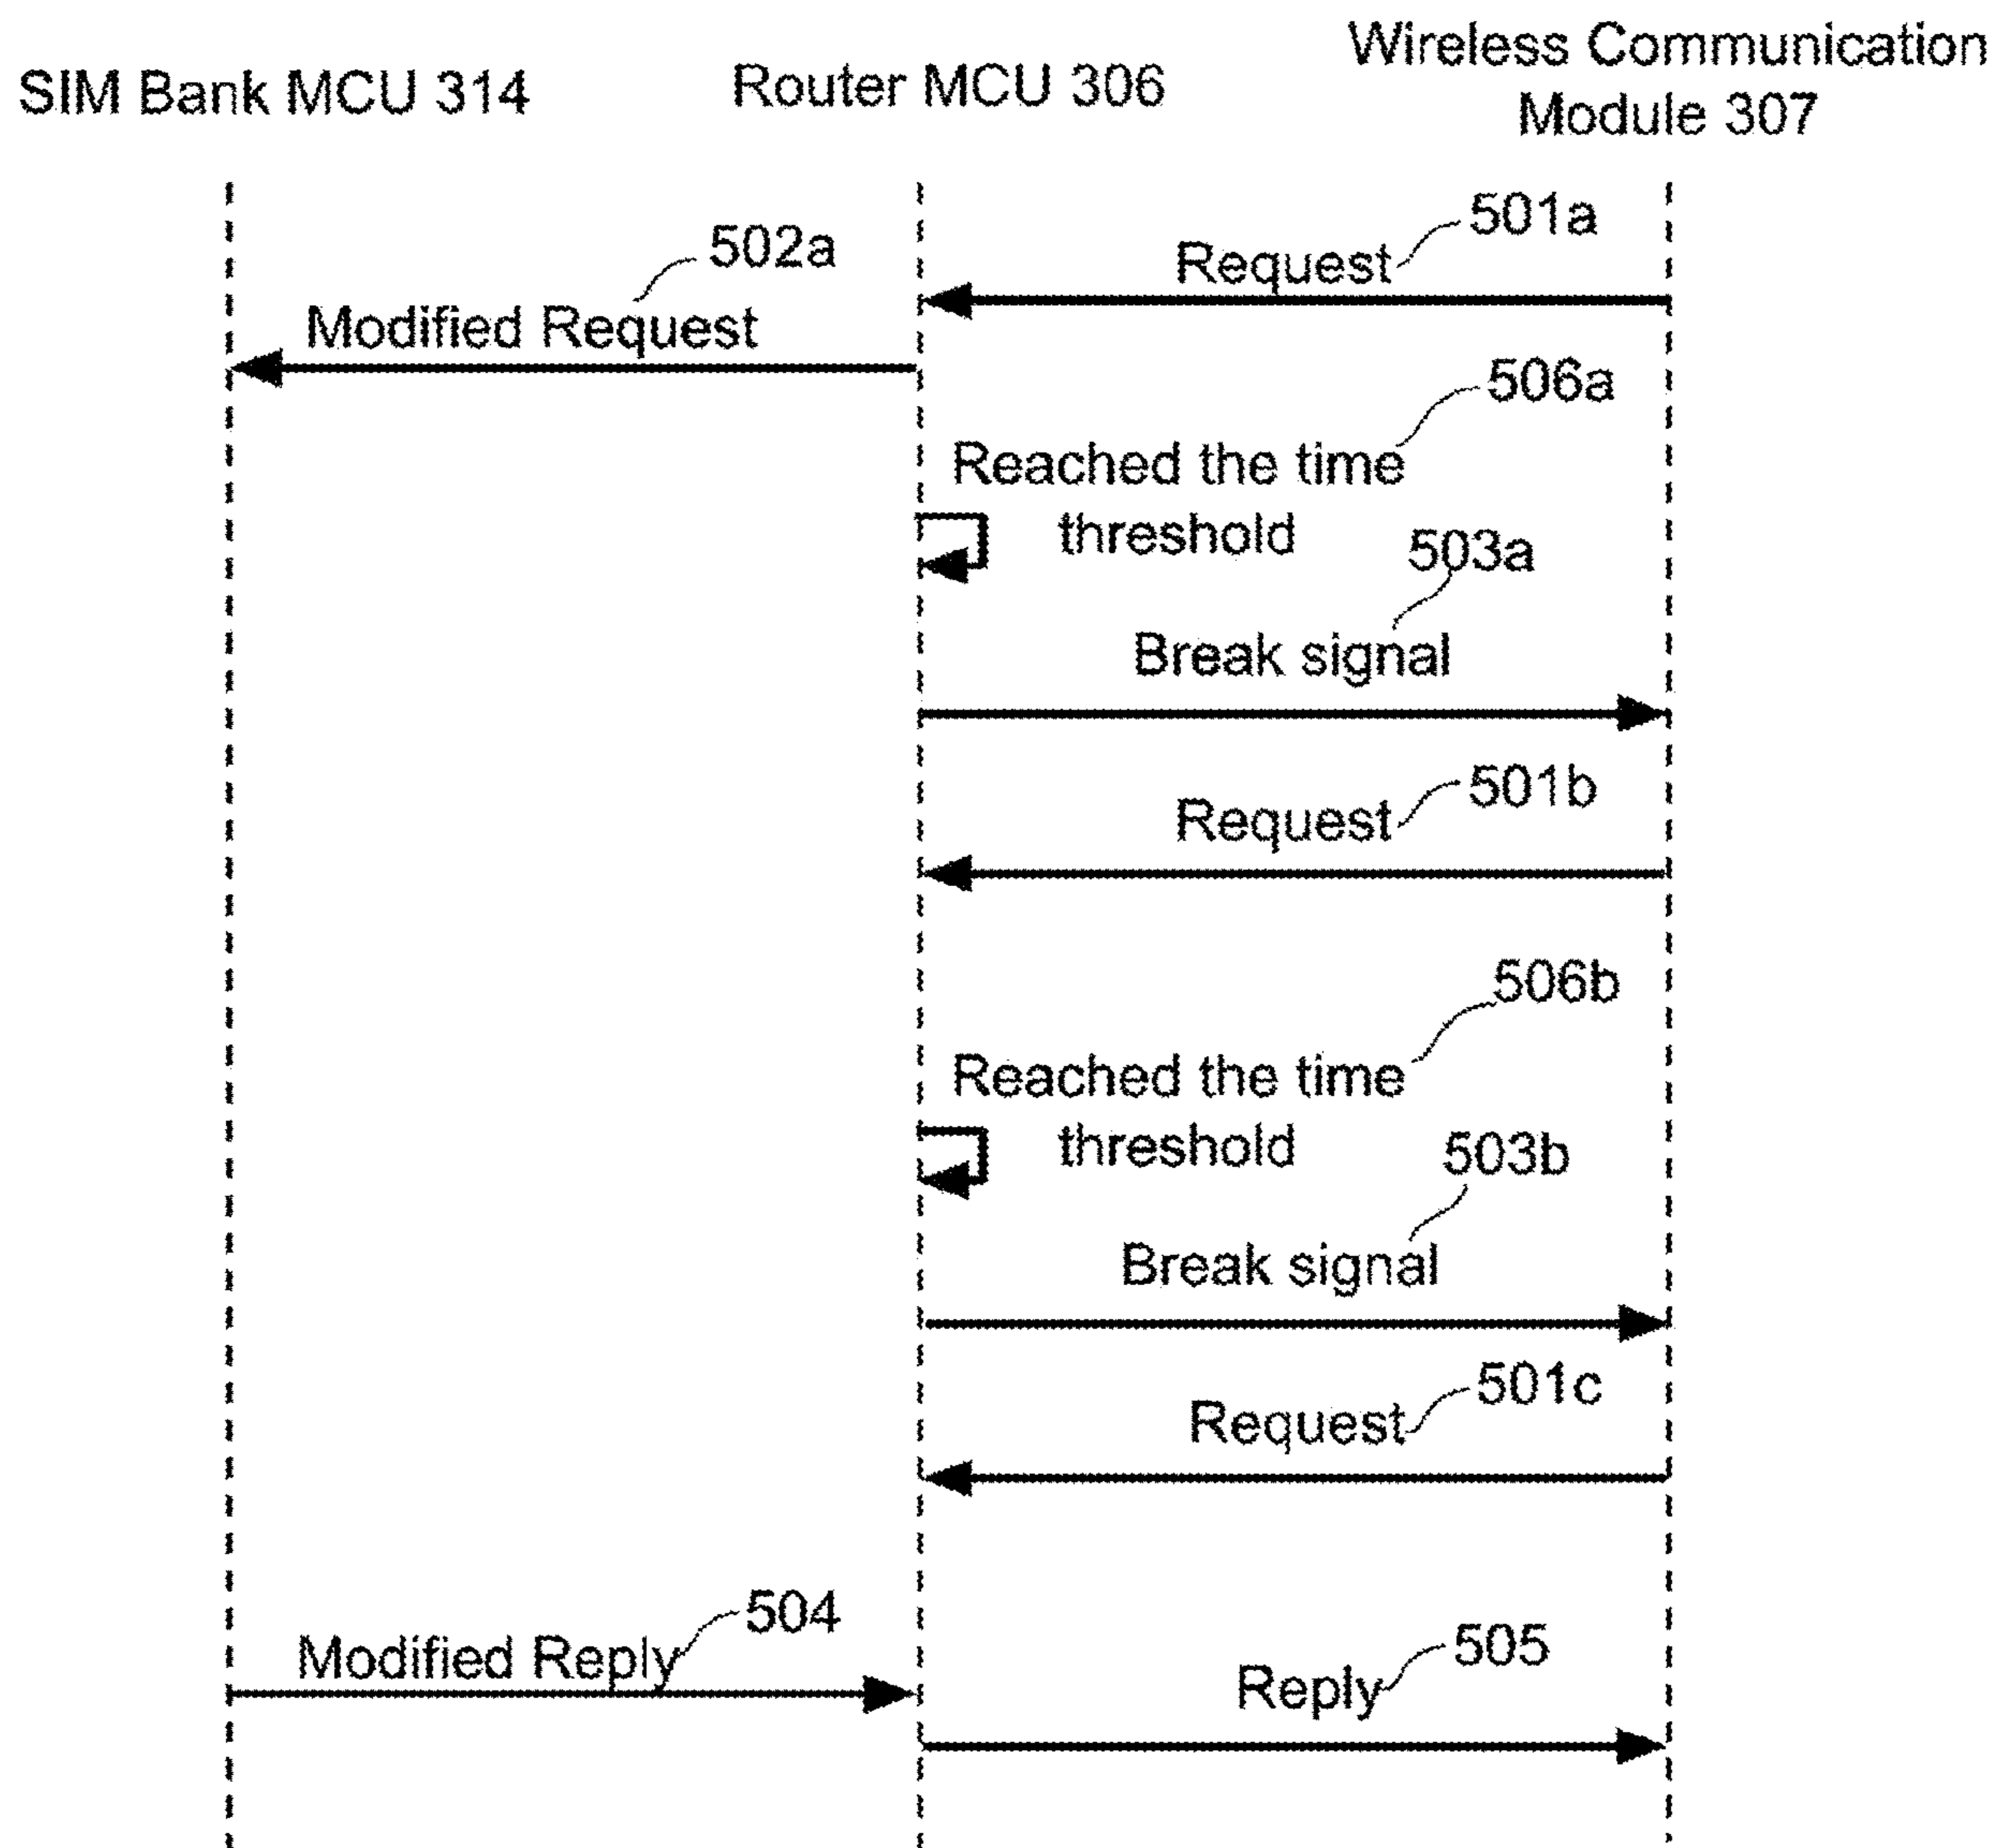 SIM Bank MCU 314
Router MCU 306
Wireless Communication
Module 307
501a
Request
502a
Modified Request
506a
Reached the time
threshold
503a
Break signal
501b
Request
506b
Reached the time
threshold
503b
Break signal
501c
Request
504
Modified Reply
505
Reply